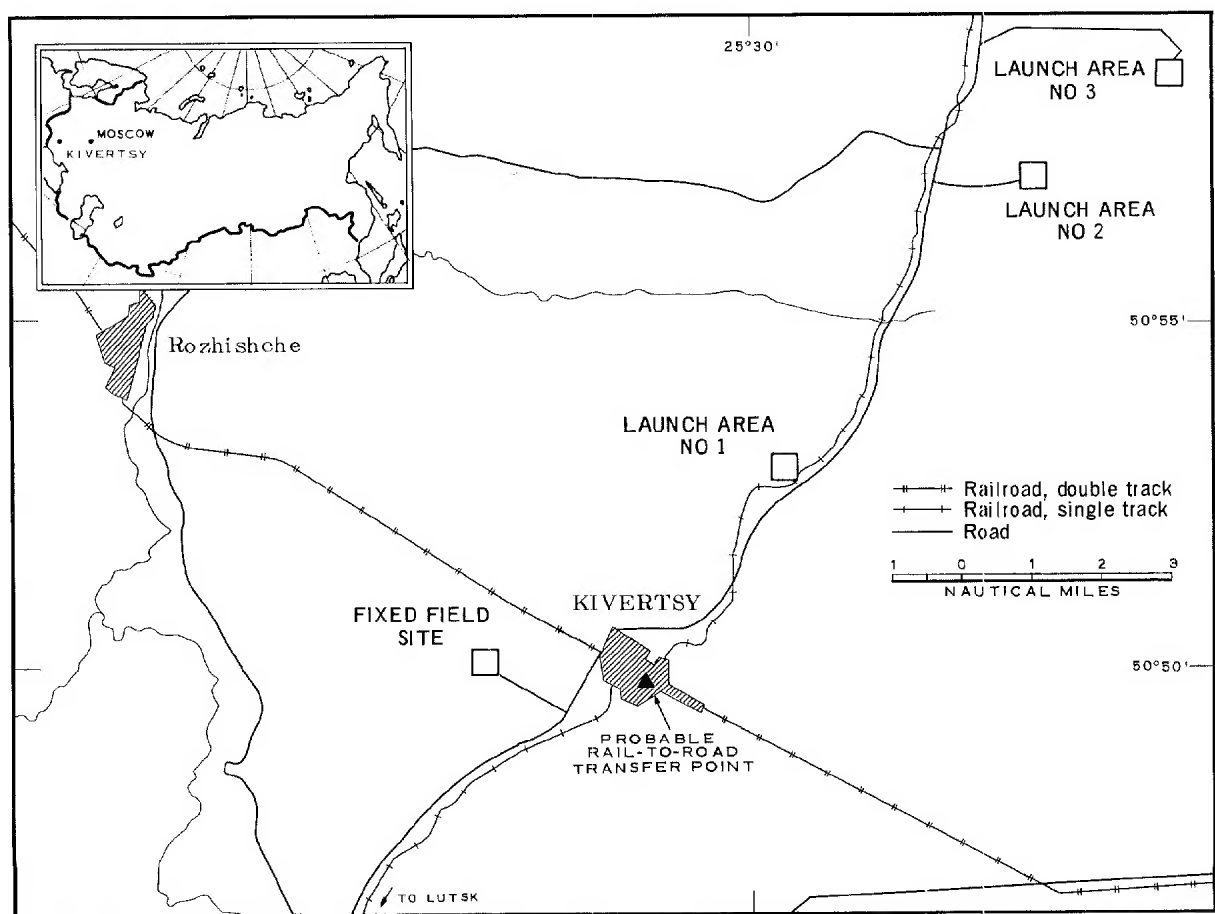 25°30'
LAUNCH AREA
NO 3
MOSCOW
KIVERTSY
LAUNCH AREA
NO 2
50°55'
Rozhishche
LAUNCH AREA
NO 1
Railroad, double track
Railroad, single track
Road
1 0 1 2 3
NAUTICAL MILES
KIVERTSY
FIXED FIELD
SITE
50°50'
PROBABLE
RAIL-TO-ROAD
TRANSFER POINT
TO LUTSK